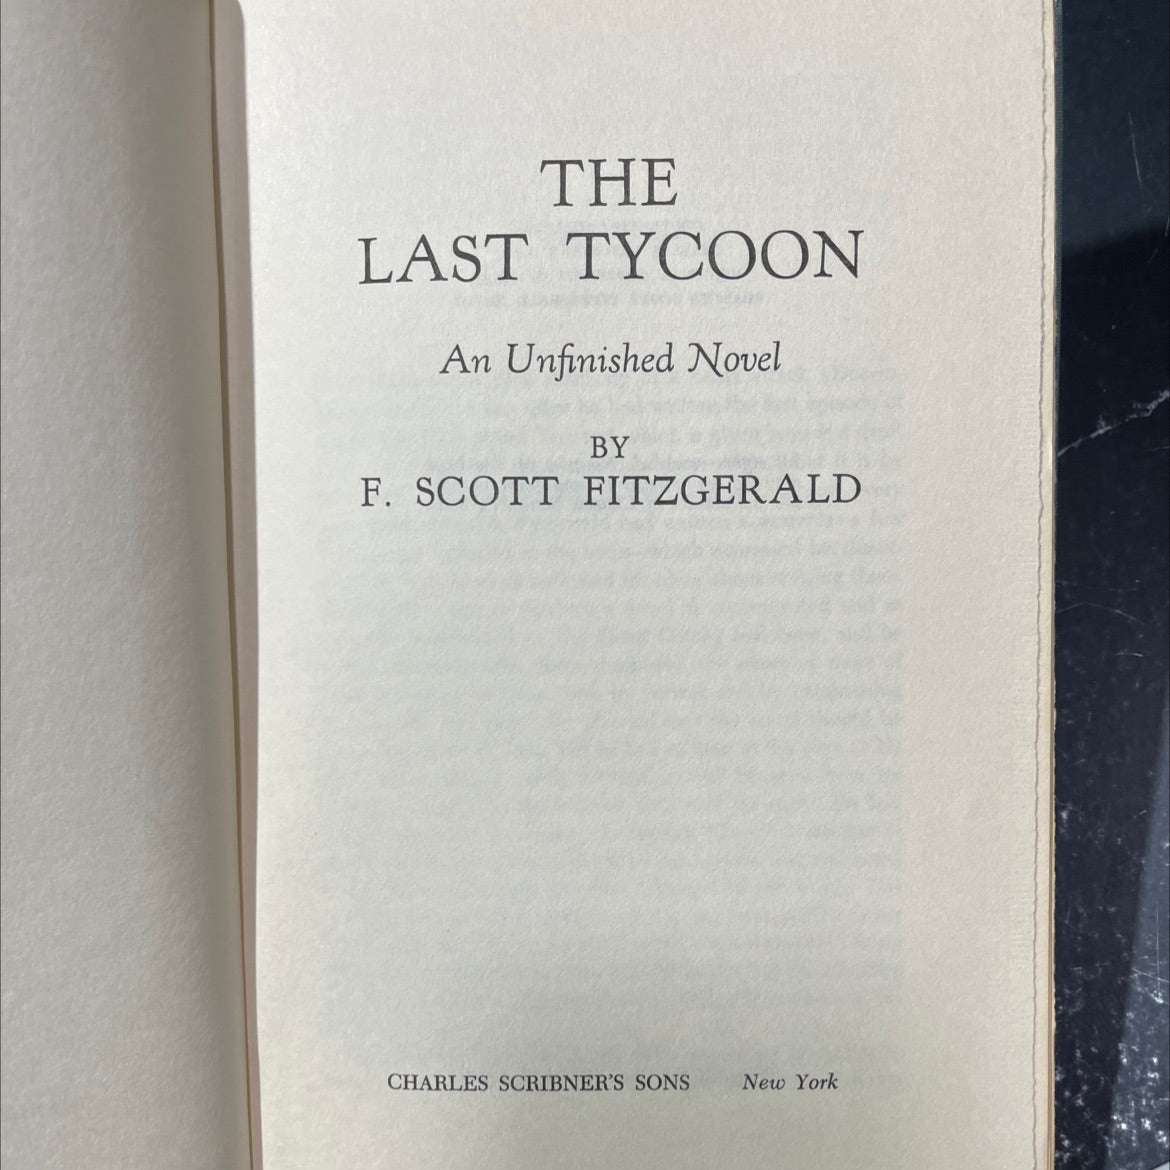 THE
LAST TYCOON
An Unfinished Novel
BY
F. SCOTT FITZGERALD
CHARLES SCRIBNER'S SONS New York